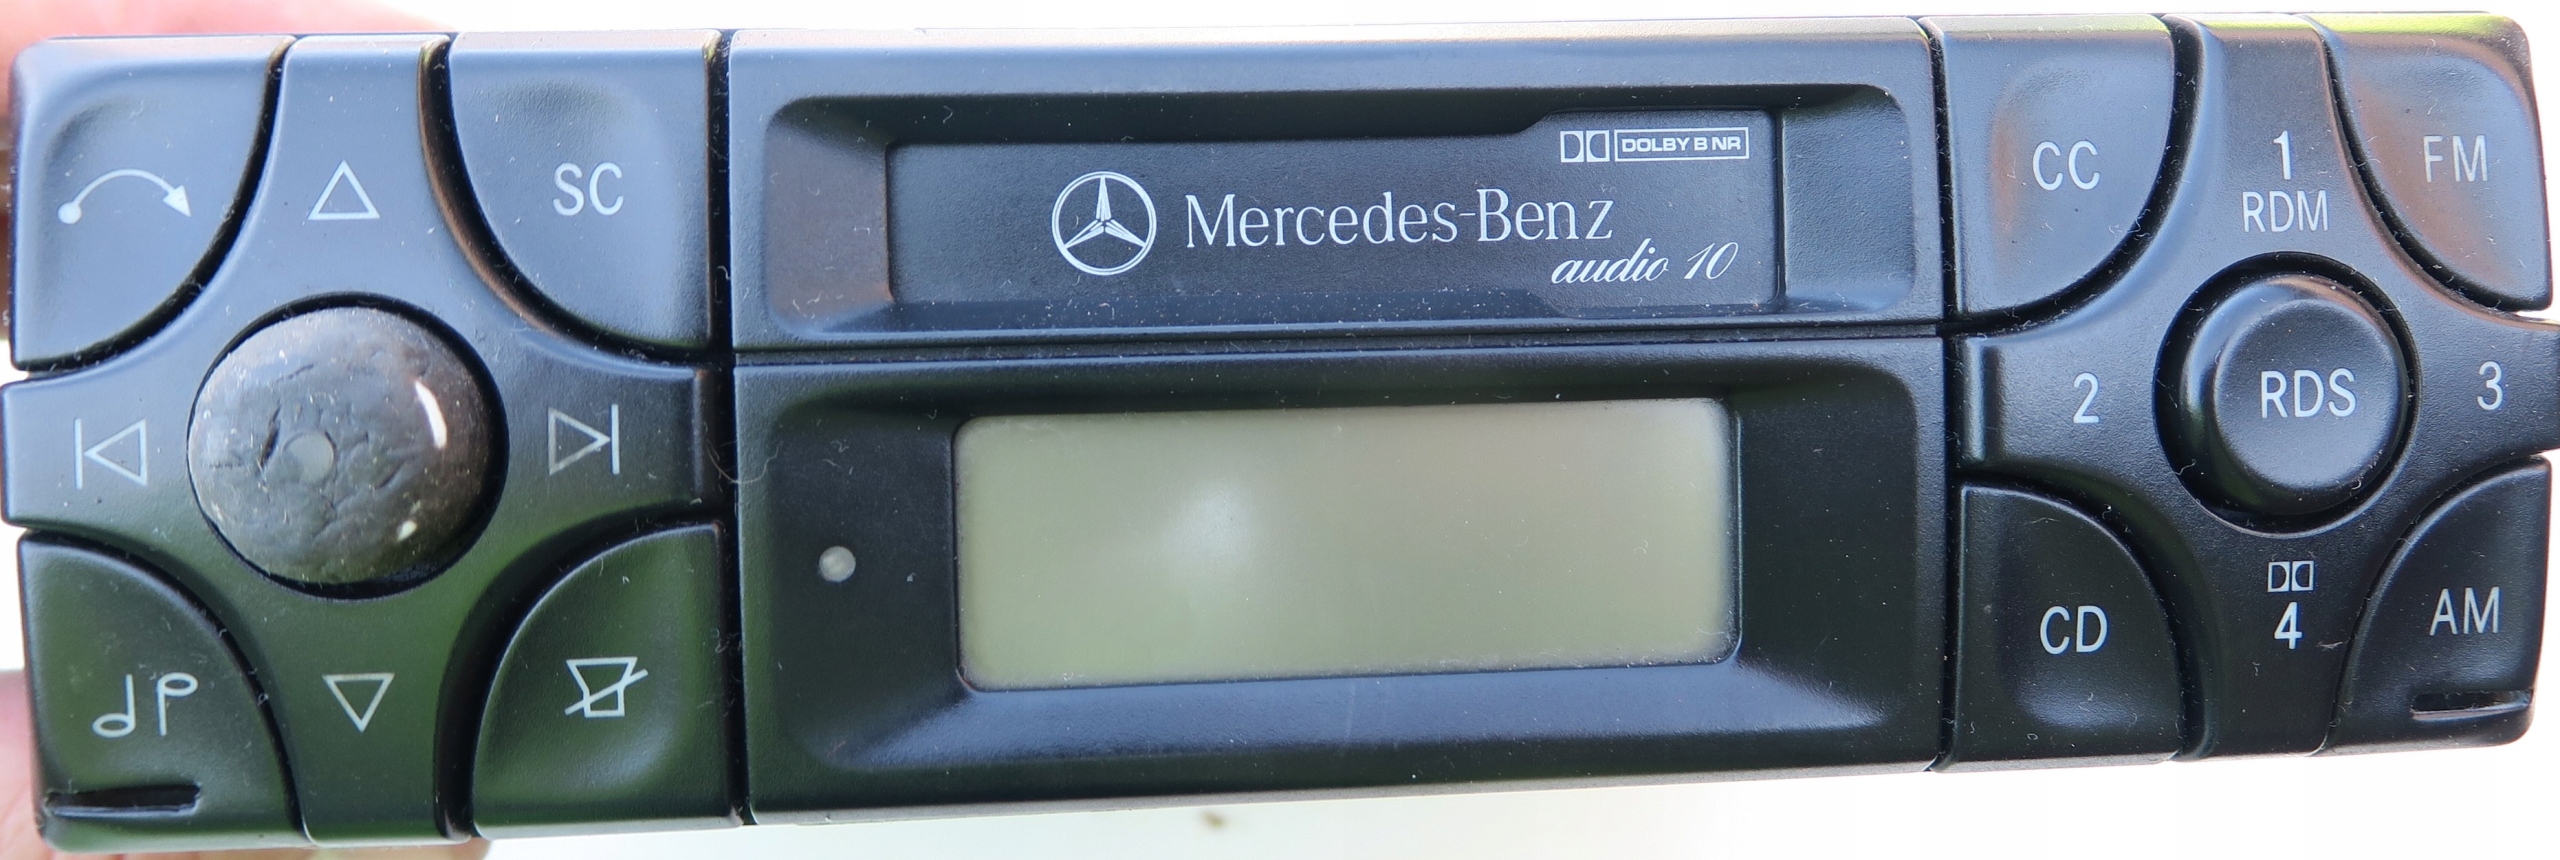 SC
DOLBY B NR
Mercedes-Benz
audio 10
CC
1
RDM
FM
2
RDS
3
CD
4
AM